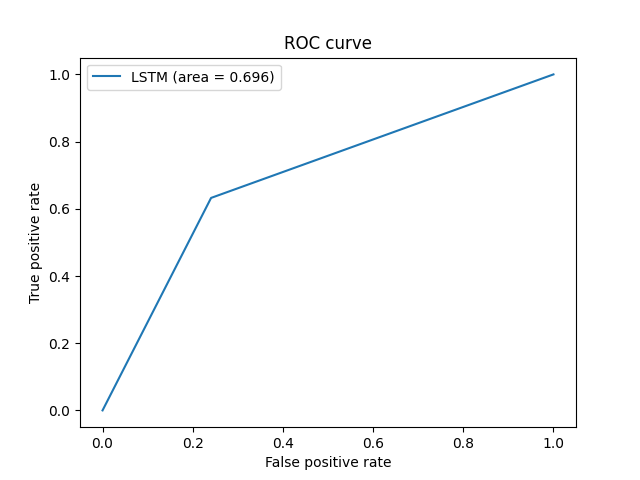 ROC curve
LSTM (area = 0.696)
1.0
0.8
0.6
0.4
0.2
0.0
True positive rate
0.0 0.2 0.4 0.6 0.8 1.0
False positive rate